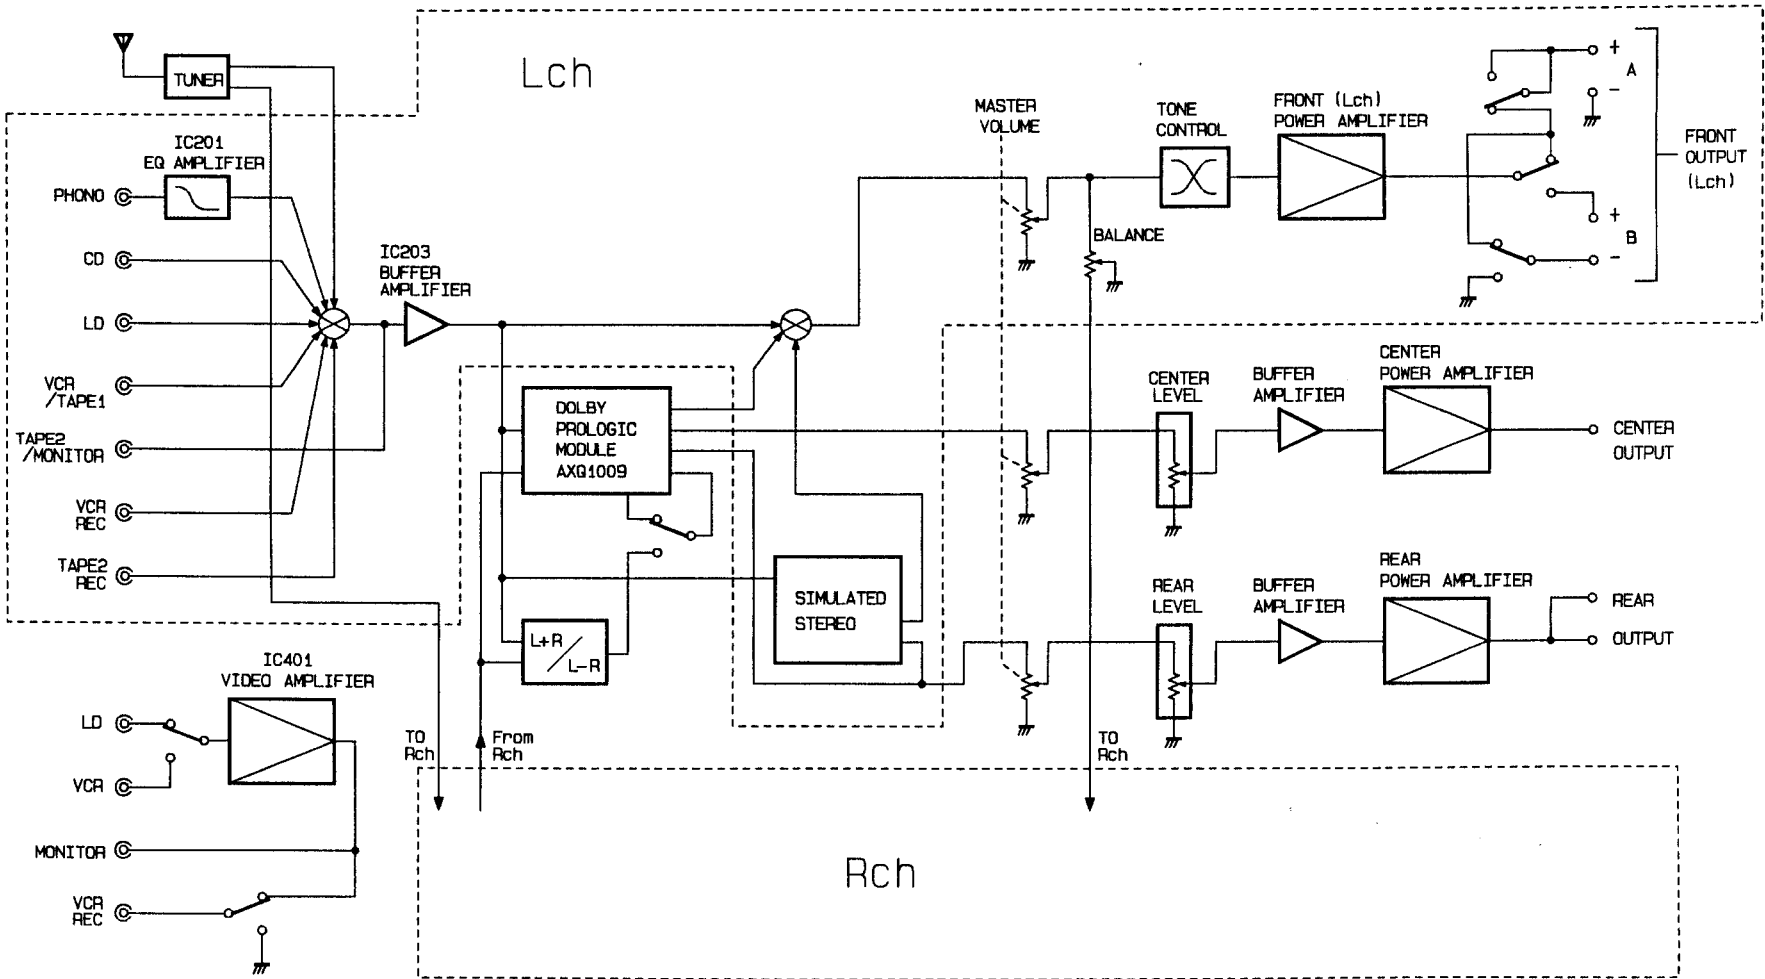 Lch
TUNER
IC201
EQ AMPLIFIER
PHONO
CD
LD
VCR
/TAPE1
TAPE2
/MONITOR
VCR
REC
TAPE2
REC
IC203
BUFFER
AMPLIFIER
DOLBY
PROLOGIC
MODULE
AXQ1009
L+R
/
L-R
SIMULATED
STEREO
MASTER
VOLUME
BALANCE
TONE
CONTROL
FRONT (Lch)
POWER AMPLIFIER
+
A
-
+
B
-
FRONT
OUTPUT
(Lch)
CENTER
LEVEL
BUFFER
AMPLIFIER
CENTER
POWER AMPLIFIER
CENTER
OUTPUT
REAR
LEVEL
BUFFER
AMPLIFIER
REAR
POWER AMPLIFIER
REAR
OUTPUT
IC401
VIDEO AMPLIFIER
LD
VCR
MONITOR
VCR
REC
TO
Rch
From
Rch
TO
Rch
Rch